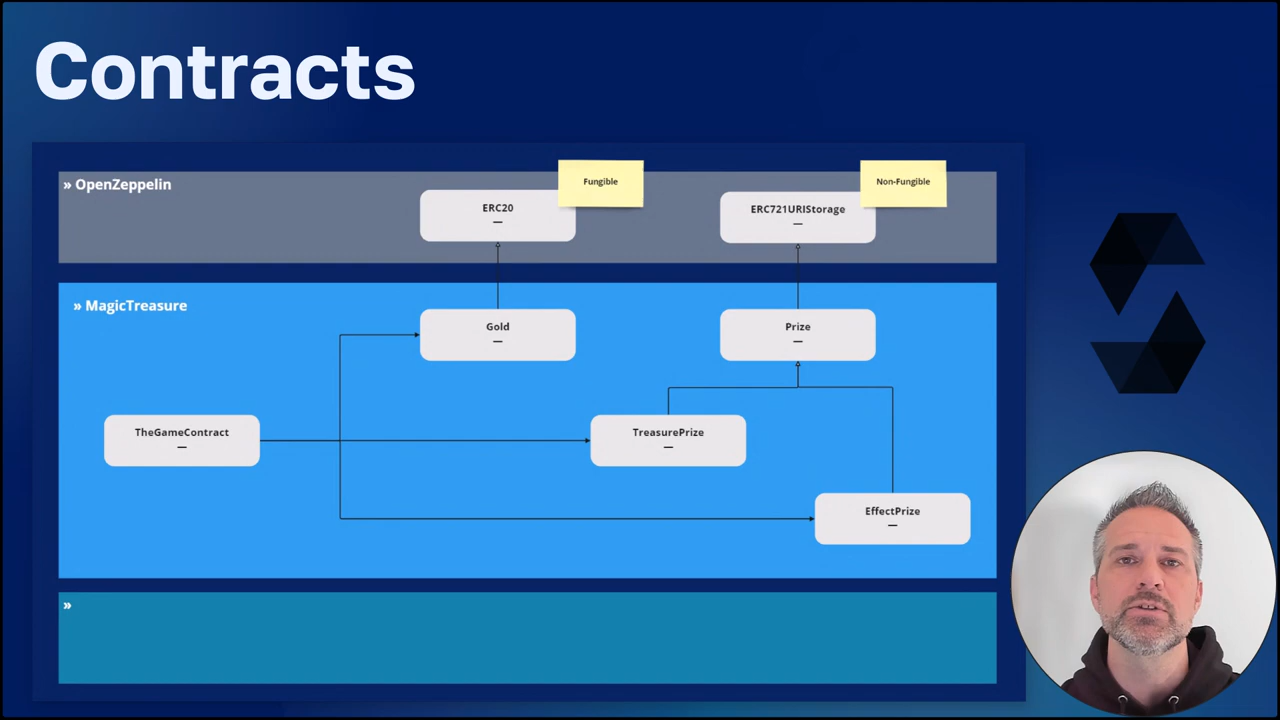 Contracts
» OpenZeppelin
Fungible
Non-Fungible
ERC20
—
ERC721URIStorage
—
» MagicTreasure
Gold
—
Prize
—
TheGameContract
—
TreasurePrize
—
EffectPrize
—
»